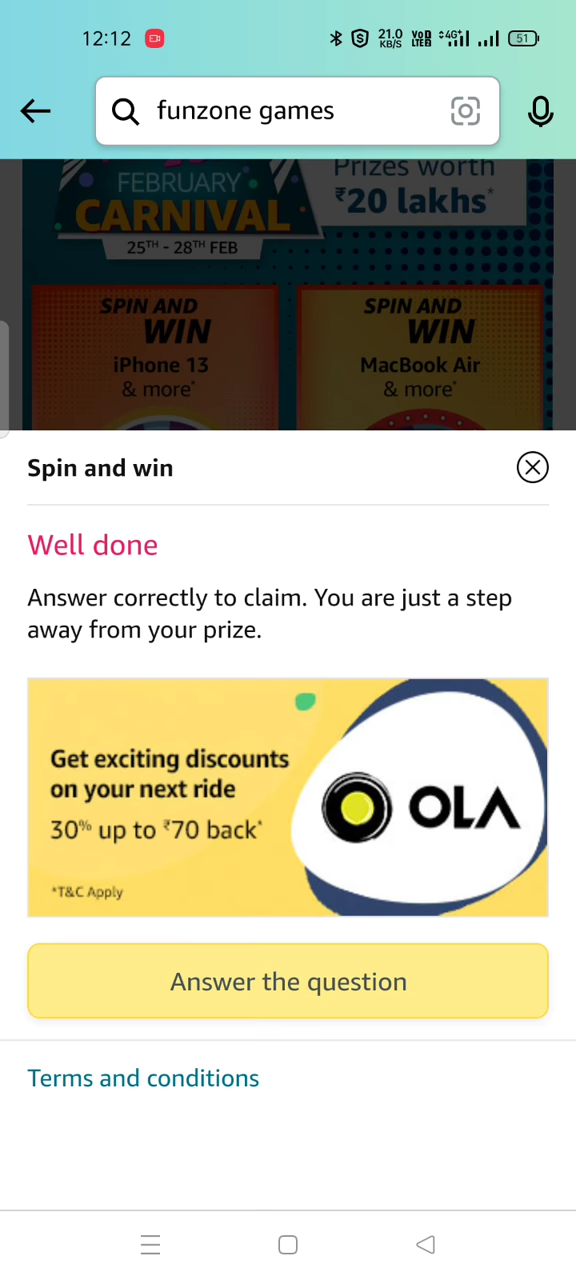 12:12
21.0
KB/S
4G+
51
funzone games
FEBRUARY
CARNIVAL
25TH - 28TH FEB
Prizes worth
₹20 lakhs*
SPIN AND
WIN
iPhone 13
& more*
SPIN AND
WIN
MacBook Air
& more*
Spin and win
Well done
Answer correctly to claim. You are just a step
away from your prize.
Get exciting discounts
on your next ride
30% up to ₹70 back*
*T&C Apply
OLA
Answer the question
Terms and conditions